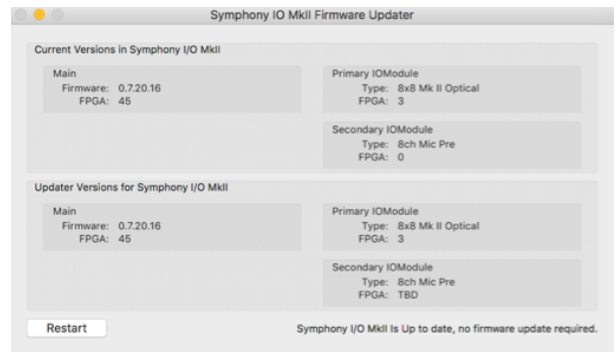 Symphony IO MkII Firmware Updater
Current Versions in Symphony I/O MkII
Main
Firmware: 0.7.20.16
FPGA: 45
Primary IOModule
Type: 8x8 Mk II Optical
FPGA: 3
Secondary IOModule
Type: 8ch Mic Pre
FPGA: 0
Updater Versions for Symphony I/O MkII
Main
Firmware: 0.7.20.16
FPGA: 45
Primary IOModule
Type: 8x8 Mk II Optical
FPGA: 3
Secondary IOModule
Type: 8ch Mic Pre
FPGA: TBD
Restart
Symphony I/O MkII Is Up to date, no firmware update required.